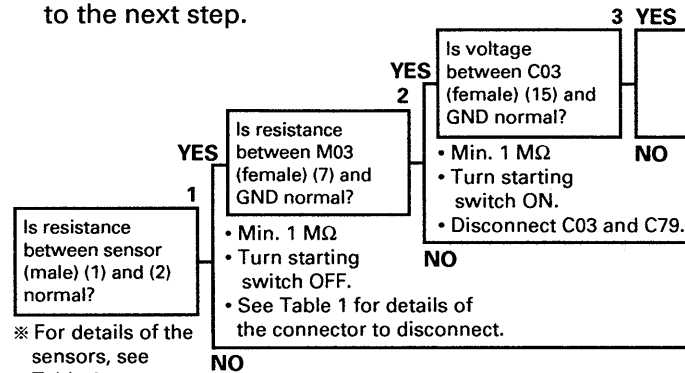 to the next step.
3 YES
Is voltage
between C03
(female) (15) and
GND normal?
YES
2
• Min. 1 MΩ
• Turn starting
switch ON.
• Disconnect C03 and C79.
NO
Is resistance
between M03
(female) (7) and
GND normal?
YES
1
• Min. 1 MΩ
• Turn starting
switch OFF.
• See Table 1 for details of
the connector to disconnect.
NO
Is resistance
between sensor
(male) (1) and (2)
normal?
※ For details of the
sensors, see
NO